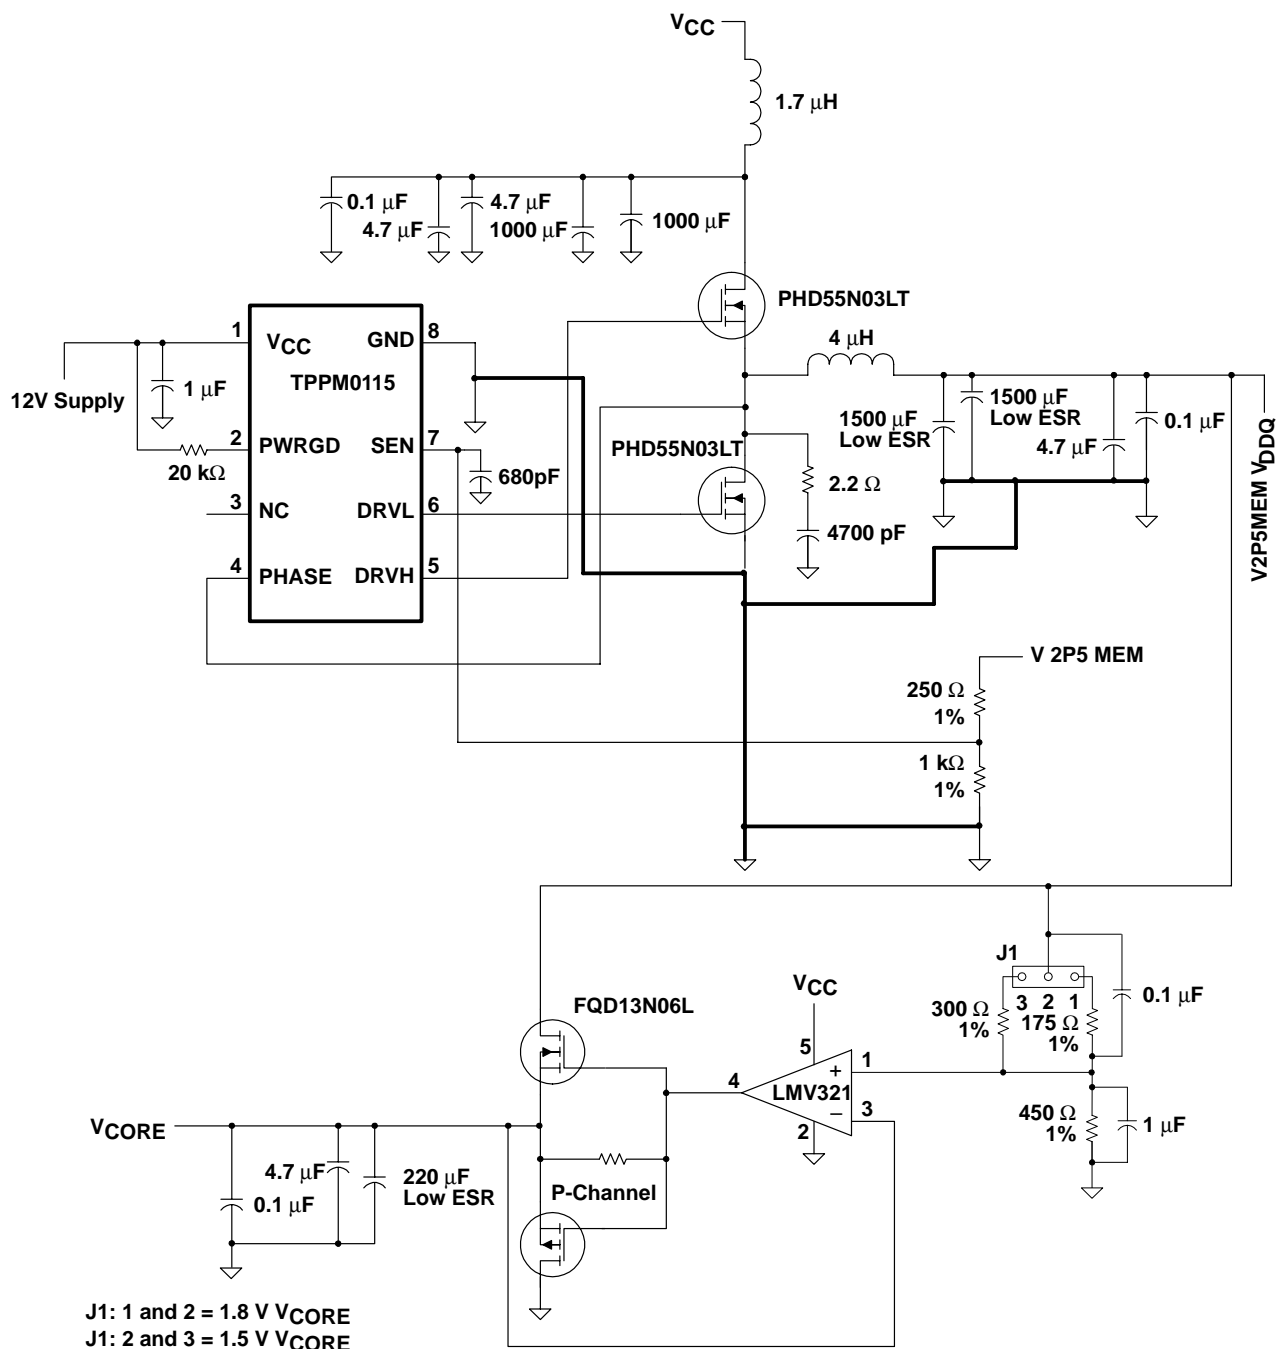 VCC
1.7 μH
0.1 μF
4.7 μF
4.7 μF
1000 μF
1000 μF
PHD55N03LT
1
VCC
GND
8
TPPM0115
12V Supply
1 μF
4 μH
1500 μF
Low ESR
1500 μF
Low ESR
4.7 μF
0.1 μF
V2P5MEM VDDQ
2
PWRGD
SEN
7
20 kΩ
680pF
PHD55N03LT
2.2 Ω
4700 pF
3
NC
DRVL
6
4
PHASE
DRVH
5
V 2P5 MEM
250 Ω
1%
1 kΩ
1%
J1
3 2 1
300 Ω
1%
175 Ω
1%
0.1 μF
VCC
FQD13N06L
5
4
LMV321
+
−
1
3
2
450 Ω
1%
1 μF
VCORE
4.7 μF
0.1 μF
220 μF
Low ESR
P-Channel
J1: 1 and 2 = 1.8 V VCORE
J1: 2 and 3 = 1.5 V VCORE